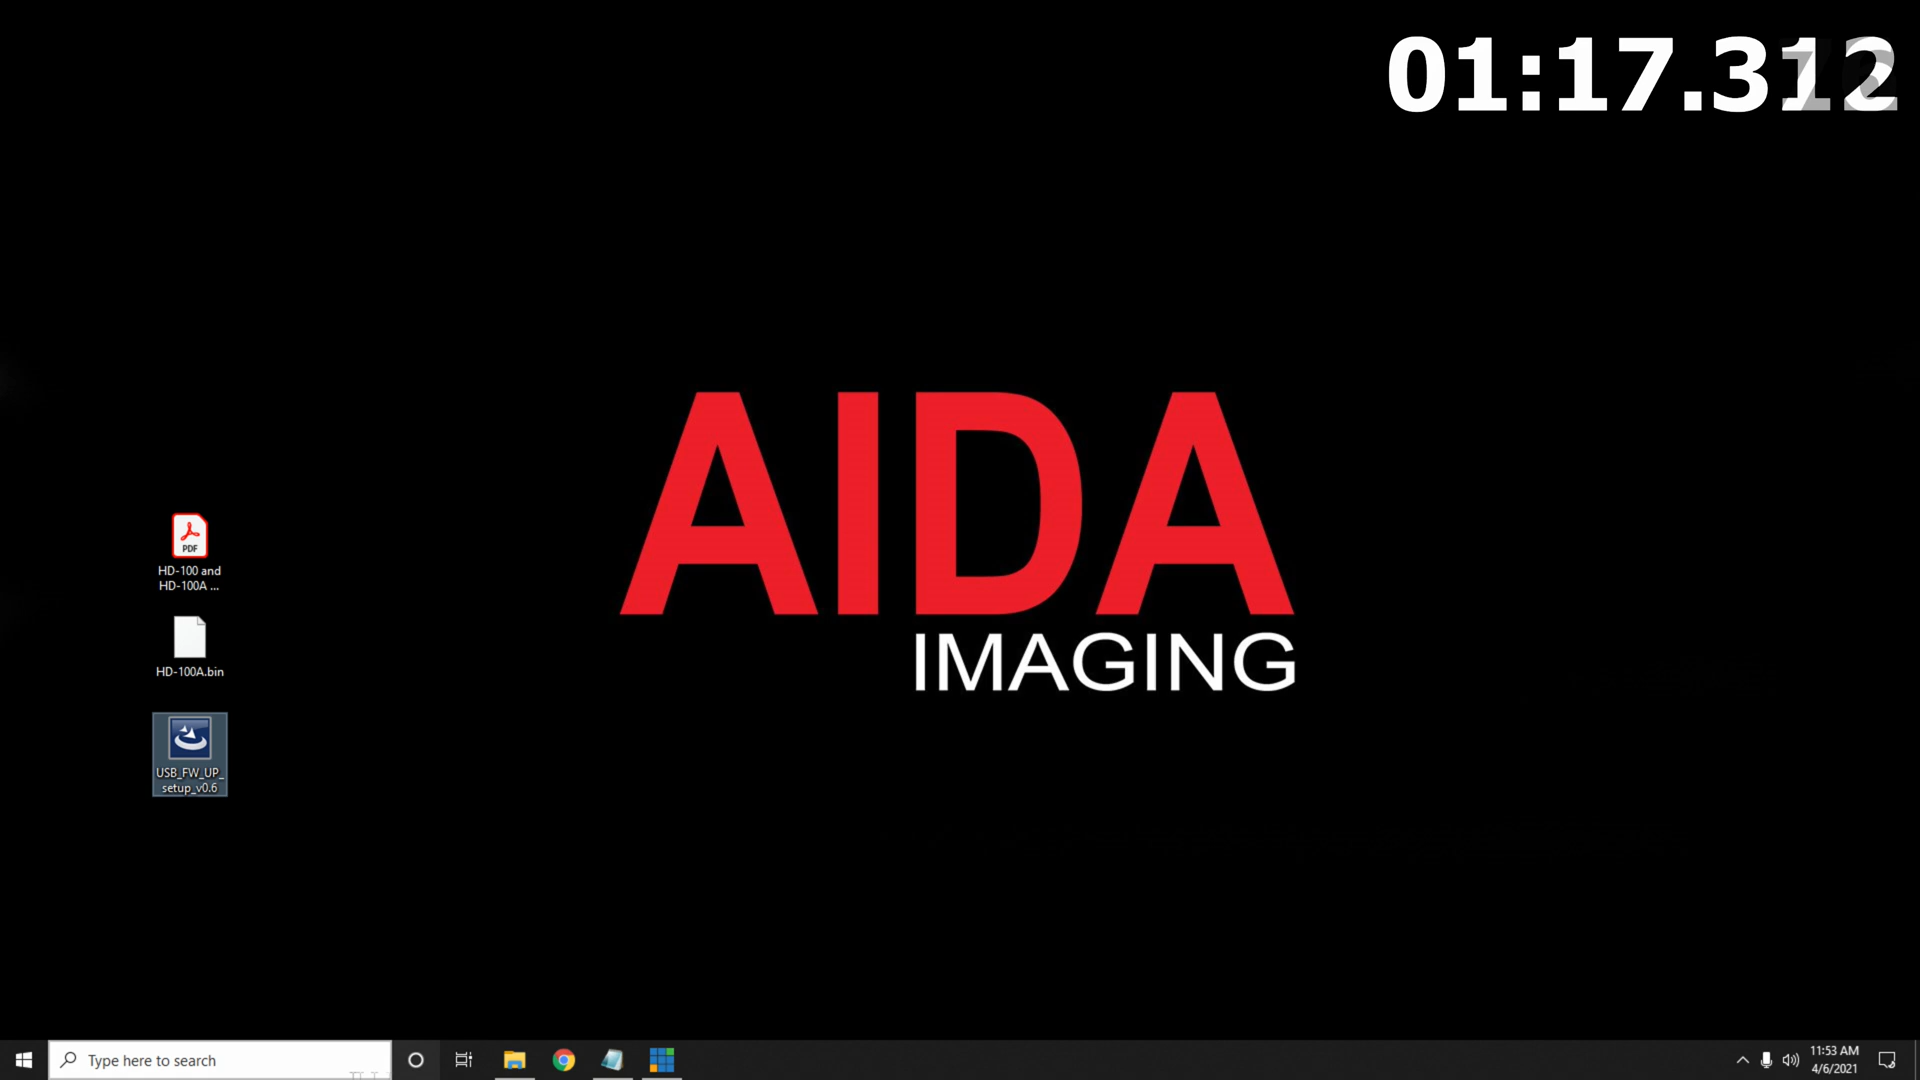 01:17.312
AIDA
IMAGING
PDF
HD-100 and
HD-100A ...
HD-100A.bin
USB_FW_UP_
setup_v0.6
Type here to search
11:53 AM
4/6/2021